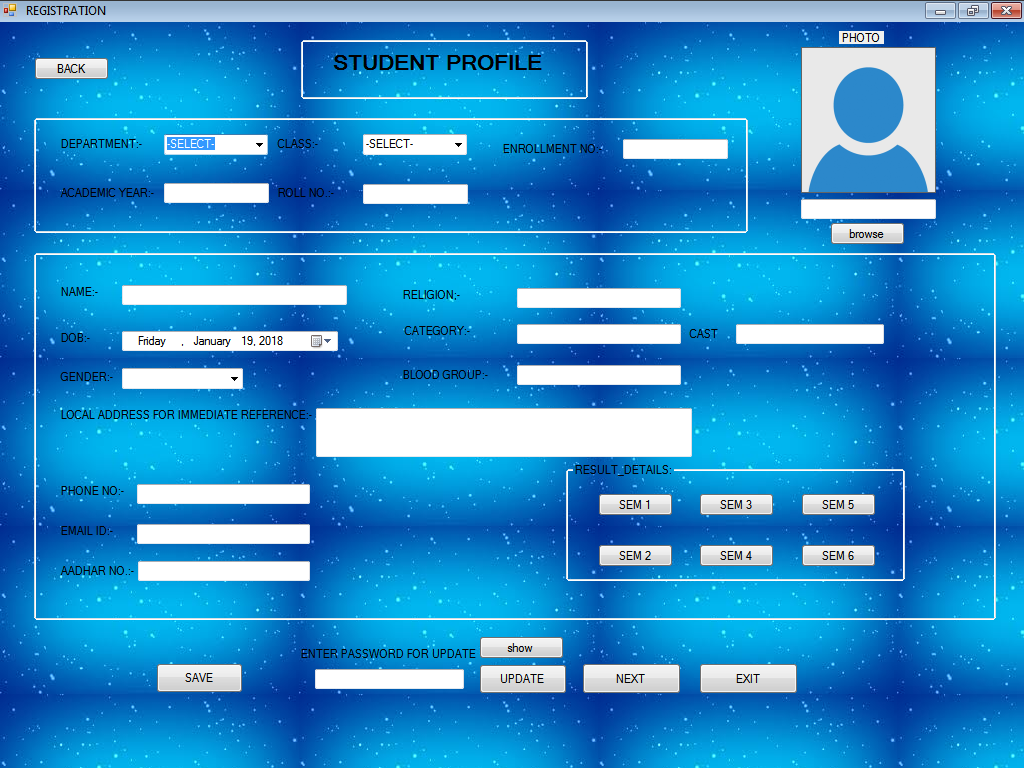 REGISTRATION
PHOTO
BACK
STUDENT PROFILE
DEPARTMENT:- -SELECT- CLASS:- -SELECT- ENROLLMENT NO:-
ACADEMIC YEAR:- ROLL NO.:-
browse
NAME:- RELIGION:-
DOB:- Friday , January 19, 2018 CATEGORY:- CAST
GENDER:- BLOOD GROUP:-
LOCAL ADDRESS FOR IMMEDIATE REFERENCE:-
RESULT_DETAILS:
PHONE NO:- SEM 1 SEM 3 SEM 5
EMAIL ID:-
SEM 2 SEM 4 SEM 6
AADHAR NO.:-
ENTER PASSWORD FOR UPDATE show
SAVE UPDATE NEXT EXIT